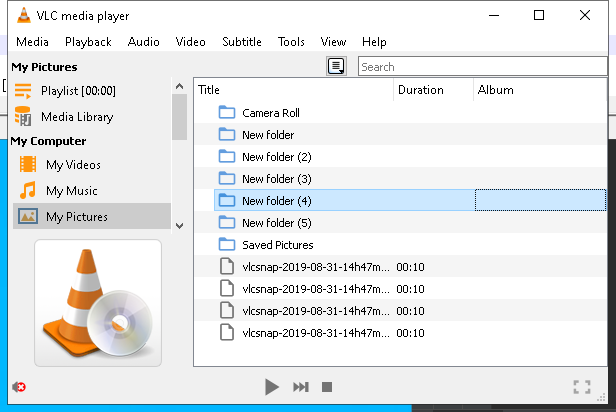 VLC media player
Media Playback Audio Video Subtitle Tools View Help
My Pictures
Search
Playlist [00:00]
Media Library
My Computer
My Videos
My Music
My Pictures
Title Duration Album
Camera Roll
New folder
New folder (2)
New folder (3)
New folder (4)
New folder (5)
Saved Pictures
vlcsnap-2019-08-31-14h47m... 00:10
vlcsnap-2019-08-31-14h47m... 00:10
vlcsnap-2019-08-31-14h47m... 00:10
vlcsnap-2019-08-31-14h47m... 00:10